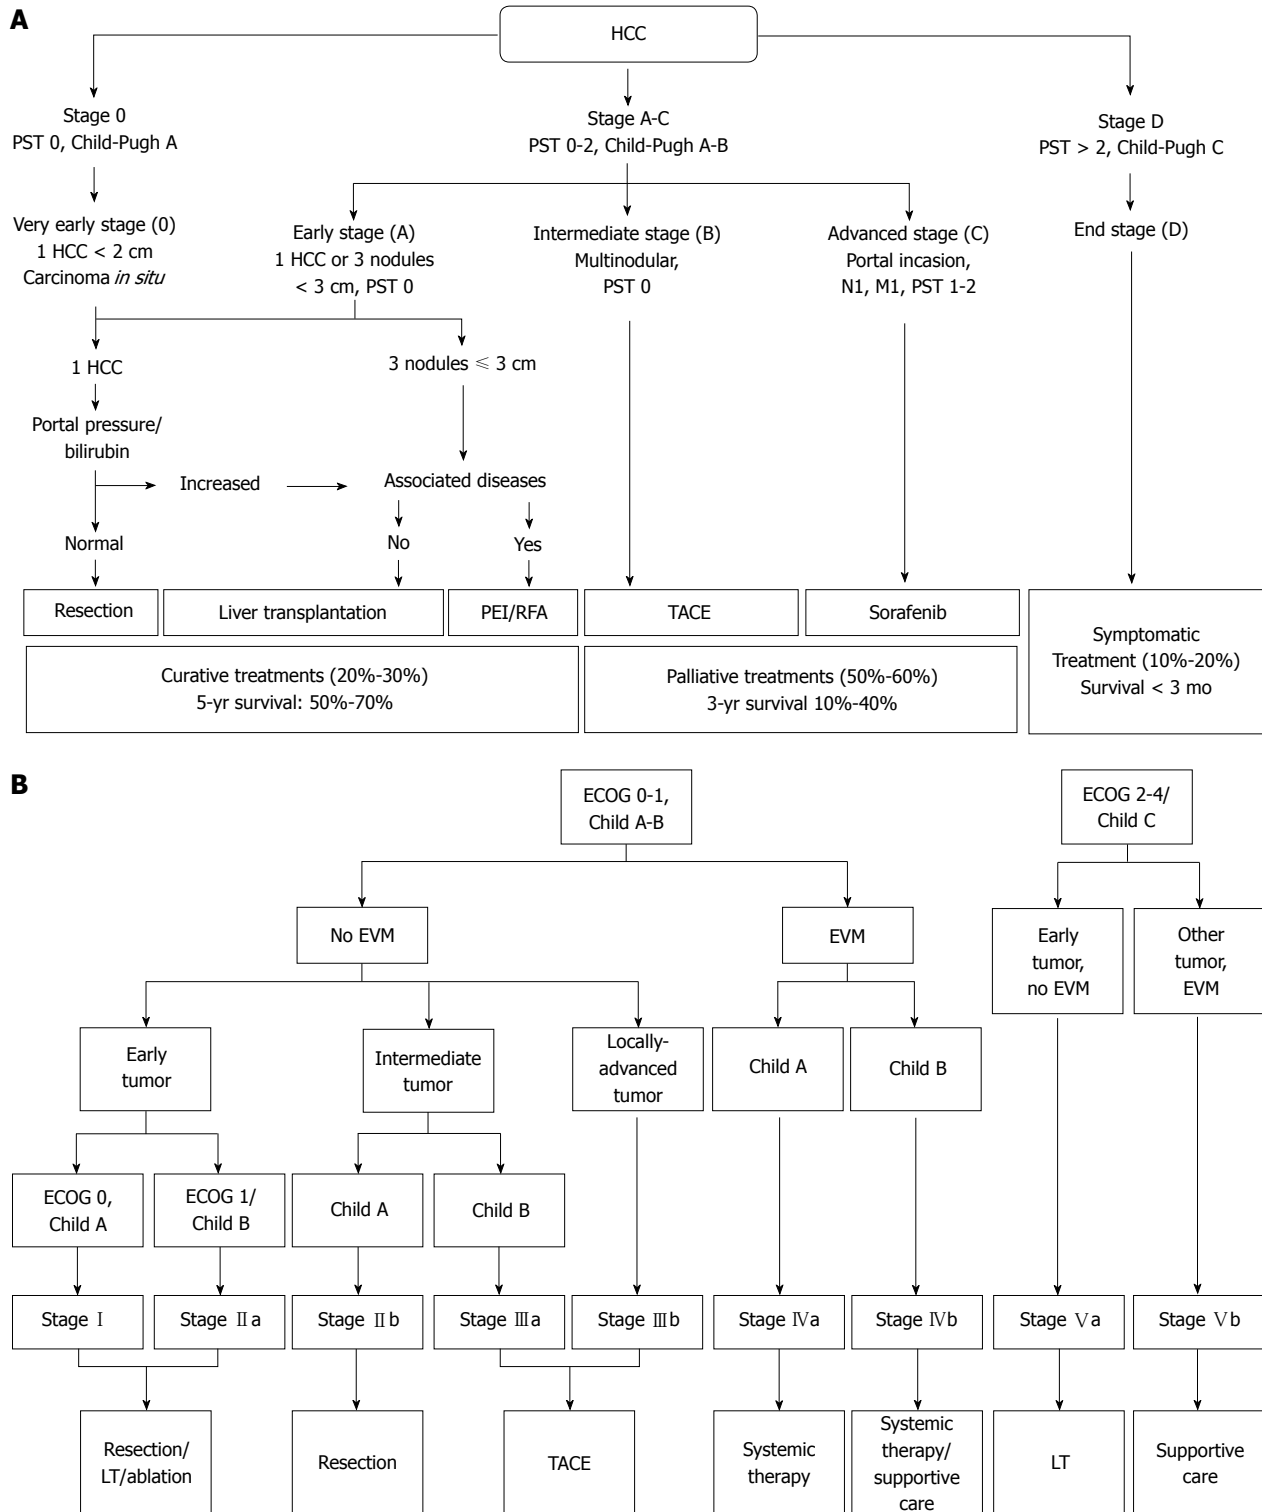 A
HCC
Stage 0
PST 0, Child-Pugh A
Stage A-C
PST 0-2, Child-Pugh A-B
Stage D
PST > 2, Child-Pugh C
Very early stage (0)
1 HCC < 2 cm
Carcinoma in situ
Early stage (A)
1 HCC or 3 nodules
< 3 cm, PST 0
Intermediate stage (B)
Multinodular,
PST 0
Advanced stage (C)
Portal incasion,
N1, M1, PST 1-2
End stage (D)
1 HCC
3 nodules ≤ 3 cm
Portal pressure/
bilirubin
Increased
Associated diseases
Normal
No
Yes
Resection
Liver transplantation
PEI/RFA
TACE
Sorafenib
Symptomatic
Treatment (10%-20%)
Survival < 3 mo
Curative treatments (20%-30%)
5-yr survival: 50%-70%
Palliative treatments (50%-60%)
3-yr survival 10%-40%
B
ECOG 0-1,
Child A-B
ECOG 2-4/
Child C
No EVM
EVM
Early
tumor,
no EVM
Other
tumor,
EVM
Early
tumor
Intermediate
tumor
Locally-
advanced
tumor
Child A
Child B
ECOG 0,
Child A
ECOG 1/
Child B
Child A
Child B
Stage Ⅰ
Stage Ⅱa
Stage Ⅱb
Stage Ⅲa
Stage Ⅲb
Stage Ⅳa
Stage Ⅳb
Stage Ⅴa
Stage Ⅴb
Resection/
LT/ablation
Resection
TACE
Systemic
therapy
Systemic
therapy/
supportive
care
LT
Supportive
care